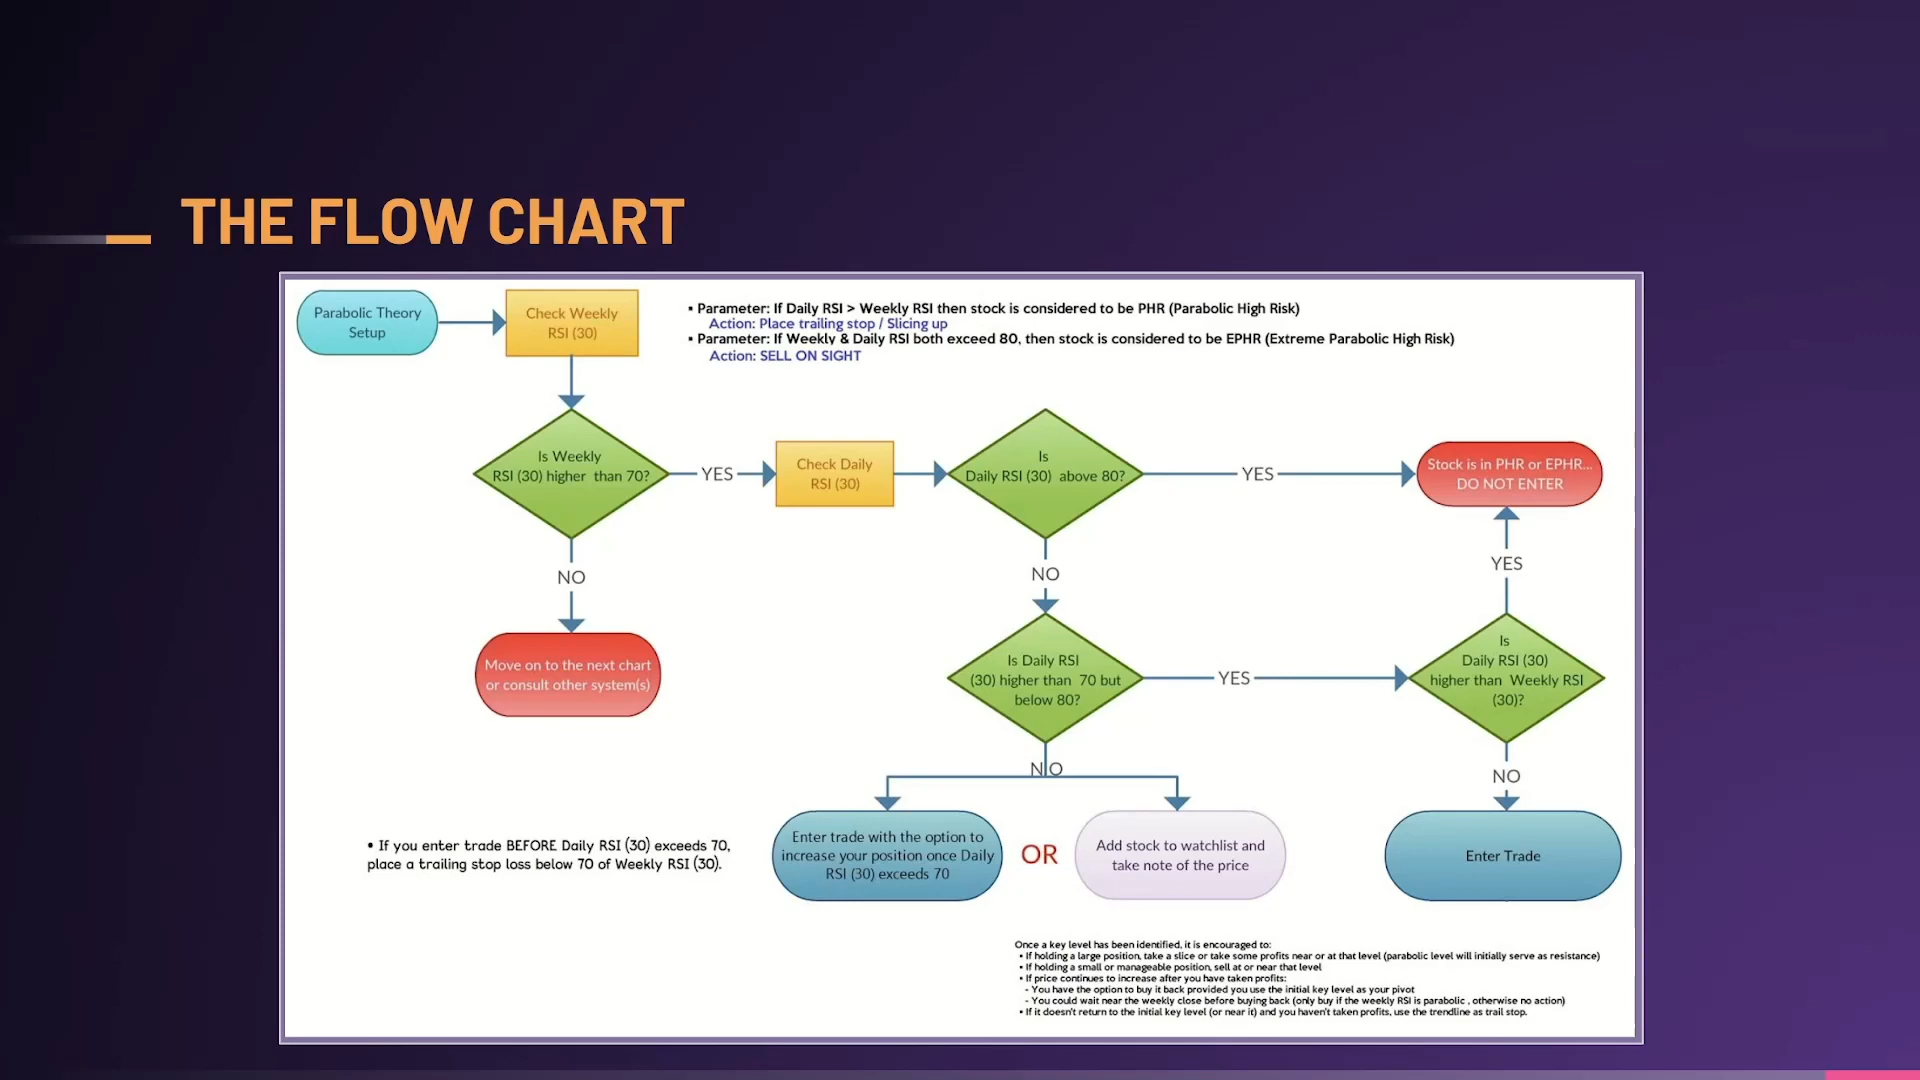 THE FLOW CHART
Parabolic Theory
Setup
Check Weekly
RSI (30)
▪ Parameter: If Daily RSI > Weekly RSI then stock is considered to be PHR (Parabolic High Risk)
Action: Place trailing stop / Slicing up
▪ Parameter: If Weekly & Daily RSI both exceed 80, then stock is considered to be EPHR (Extreme Parabolic High Risk)
Action: SELL ON SIGHT
Is Weekly
RSI (30) higher than 70?
YES
Check Daily
RSI (30)
Is
Daily RSI (30) above 80?
YES
Stock is in PHR or EPHR...
DO NOT ENTER
NO
NO
YES
Move on to the next chart
or consult other system(s)
Is Daily RSI
(30) higher than 70 but
below 80?
YES
Is
Daily RSI (30)
higher than Weekly RSI
(30)?
NO
NO
• If you enter trade BEFORE Daily RSI (30) exceeds 70,
place a trailing stop loss below 70 of Weekly RSI (30).
Enter trade with the option to
increase your position once Daily
RSI (30) exceeds 70
OR
Add stock to watchlist and
take note of the price
Enter Trade
Once a key level has been identified, it is encouraged to:
• If holding a large position, take a slice or take some profits near or at that level (parabolic level will initially serve as resistance)
• If holding a small or manageable position, sell at or near that level
• If price continues to increase after you have taken profits:
- You have the option to buy it back provided you use the initial key level as your pivot
- You could wait near the weekly close before buying back (only buy if the weekly RSI is parabolic , otherwise no action)
• If it doesn't return to the initial key level (or near it) and you haven't taken profits, use the trendline as trail stop.